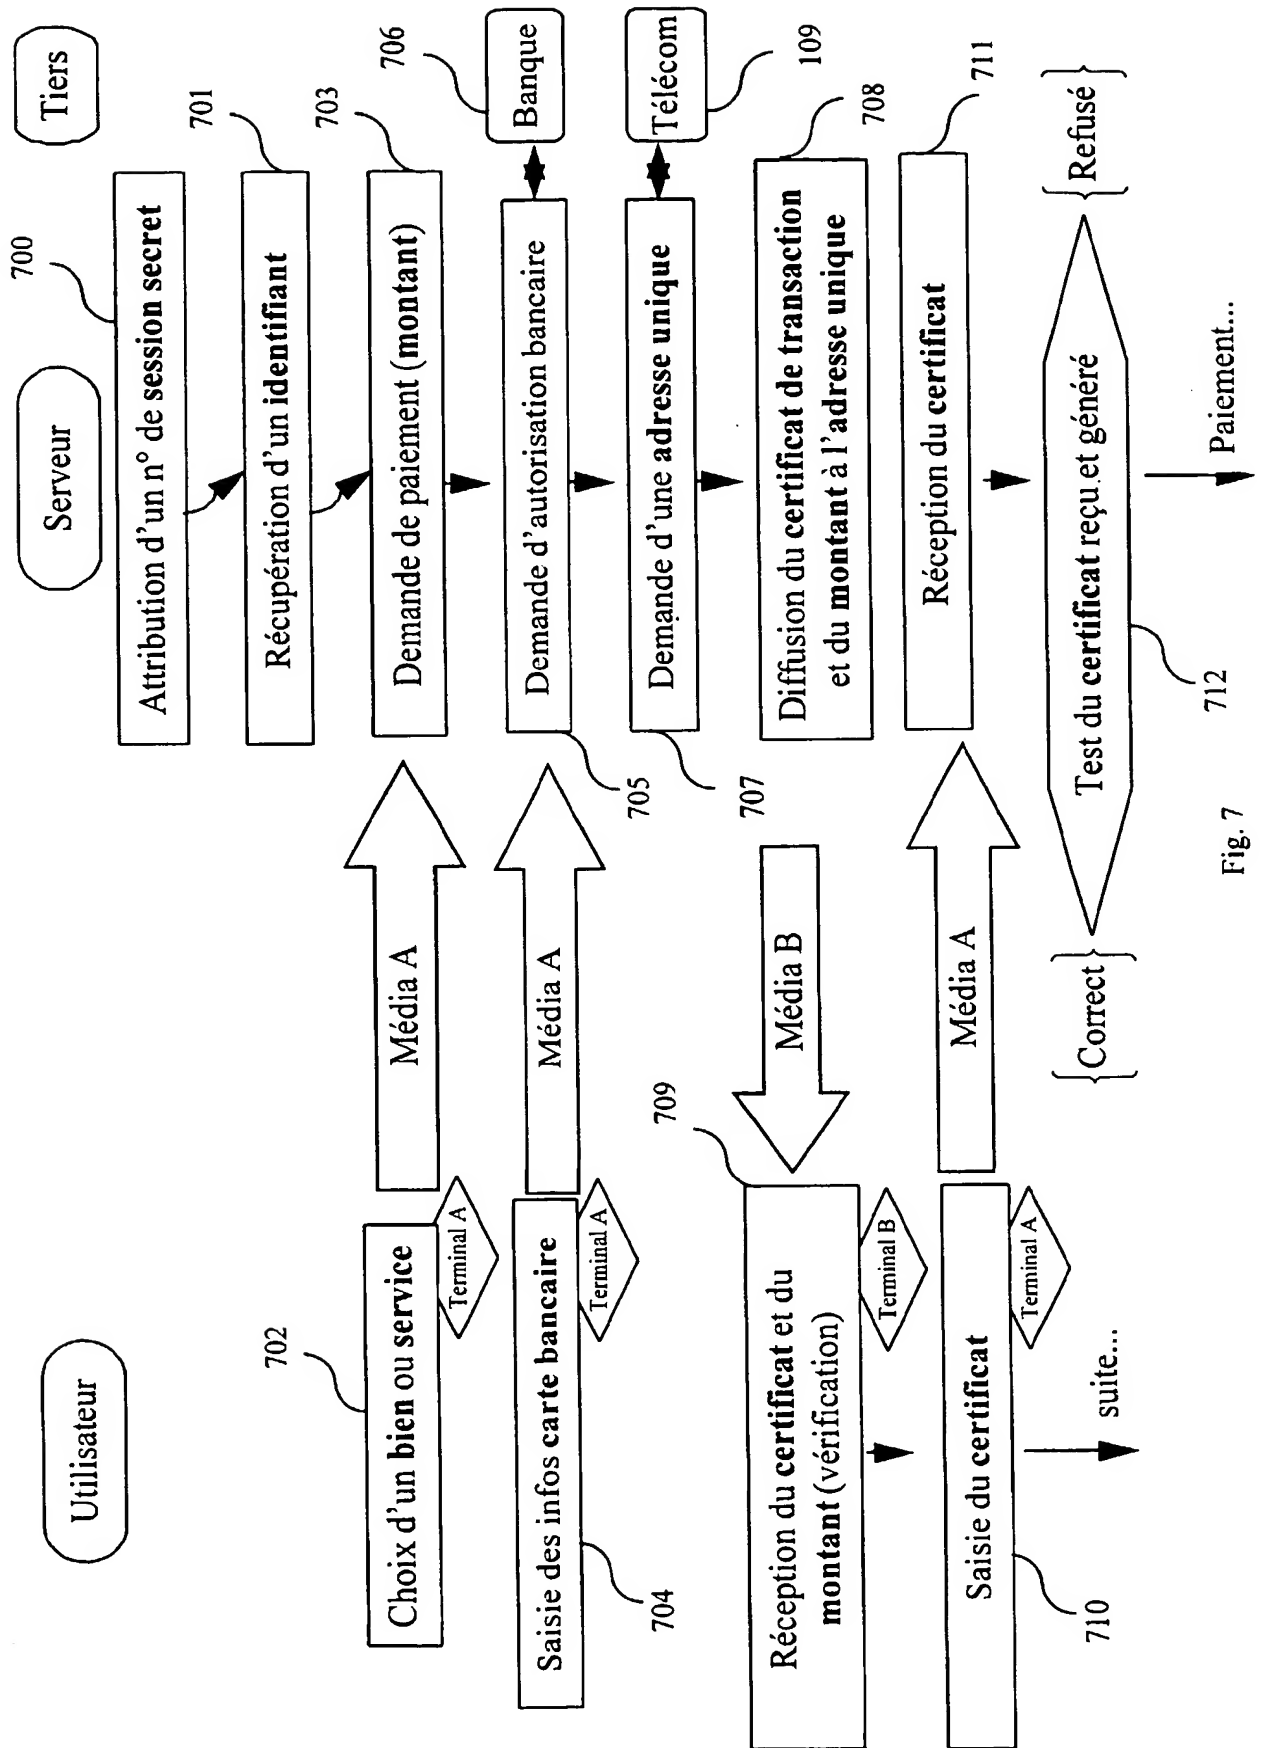 Utilisateur
Serveur
Tiers
700
Attribution d'un n° de session secret
701
Récupération d'un identifiant
702
Choix d'un bien ou service
Terminal A
Média A
703
Demande de paiement (montant)
704
Saisie des infos carte bancaire
Terminal A
Média A
705
Demande d'autorisation bancaire
706
Banque
707
Demande d'une adresse unique
Télécom
109
708
Diffusion du certificat de transaction
et du montant à l'adresse unique
Média B
709
Réception du certificat et du
montant (vérification)
Terminal B
710
Saisie du certificat
Terminal A
Média A
711
Réception du certificat
712
Test du certificat reçu et généré
{Correct}
{Refusé}
suite...
Paiement...
Fig. 7